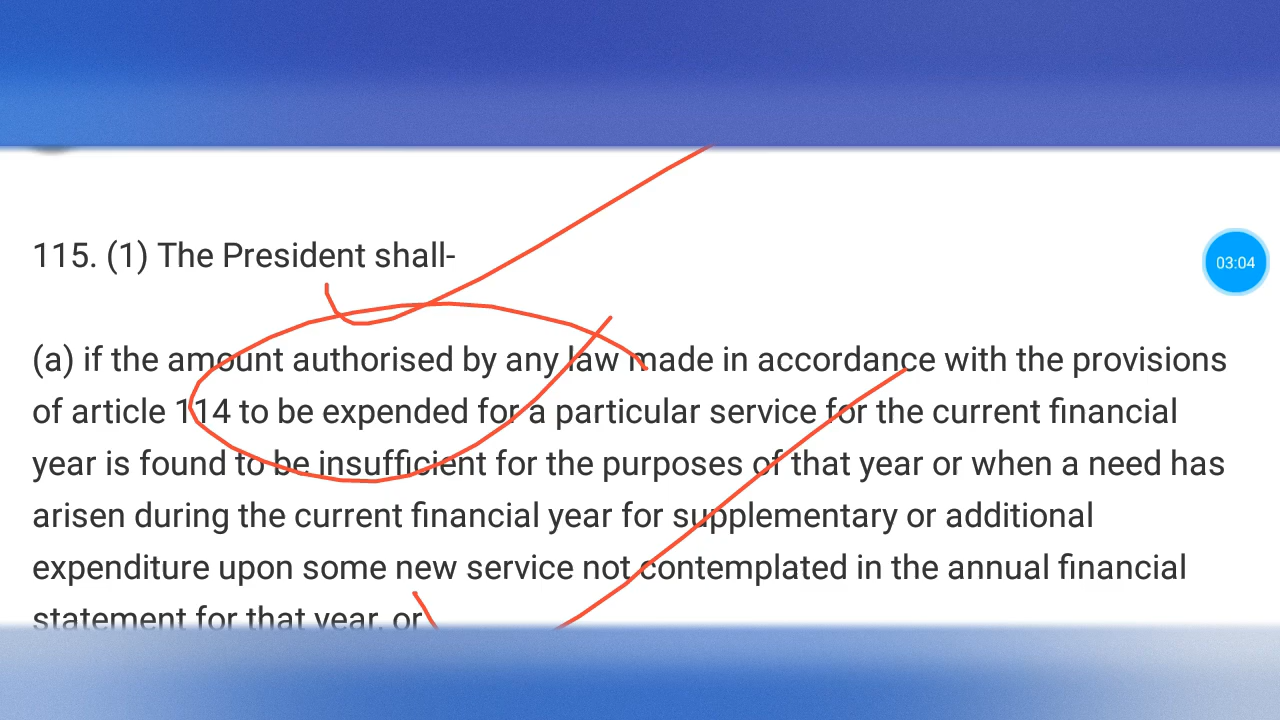 115. (1) The President shall-
03:04
(a) if the amount authorised by any law made in accordance with the provisions
of article 114 to be expended for a particular service for the current financial
year is found to be insufficient for the purposes of that year or when a need has
arisen during the current financial year for supplementary or additional
expenditure upon some new service not contemplated in the annual financial
statement for that year, or